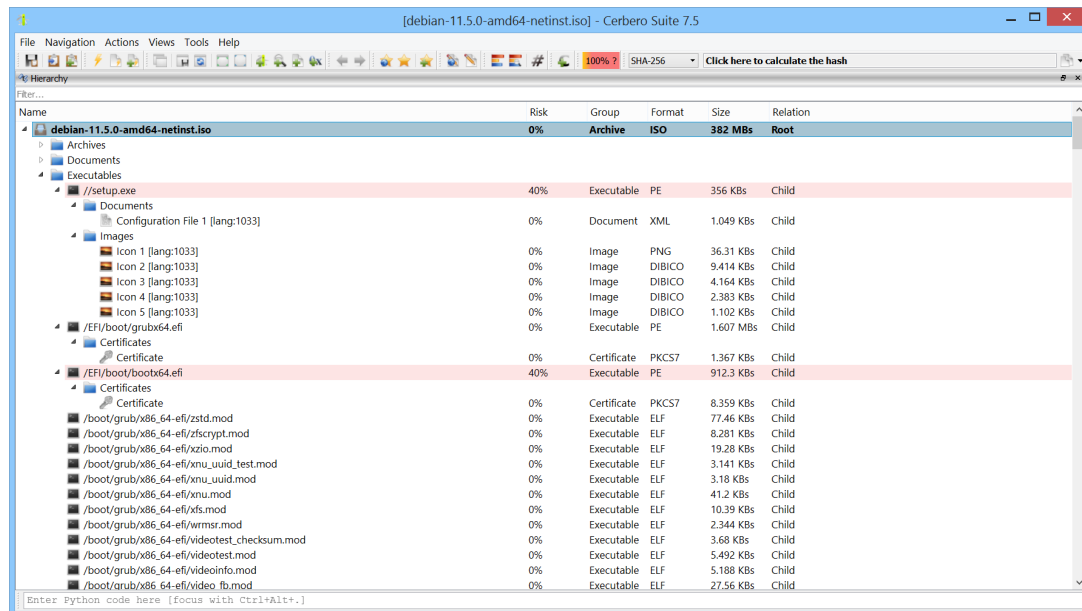 [debian-11.5.0-amd64-netinst.iso] - Cerbero Suite 7.5
File Navigation Actions Views Tools Help
100% ? SHA-256 Click here to calculate the hash
Hierarchy
Filter...
Name Risk Group Format Size Relation
debian-11.5.0-amd64-netinst.iso 0% Archive ISO 382 MBs Root
Archives
Documents
Executables
//setup.exe 40% Executable PE 356 KBs Child
Documents
Configuration File 1 [lang:1033] 0% Document XML 1.049 KBs Child
Images
Icon 1 [lang:1033] 0% Image PNG 36.31 KBs Child
Icon 2 [lang:1033] 0% Image DIBICO 9.414 KBs Child
Icon 3 [lang:1033] 0% Image DIBICO 4.164 KBs Child
Icon 4 [lang:1033] 0% Image DIBICO 2.383 KBs Child
Icon 5 [lang:1033] 0% Image DIBICO 1.102 KBs Child
/EFI/boot/grubx64.efi 0% Executable PE 1.607 MBs Child
Certificates
Certificate 0% Certificate PKCS7 1.367 KBs Child
/EFI/boot/bootx64.efi 40% Executable PE 912.3 KBs Child
Certificates
Certificate 0% Certificate PKCS7 8.359 KBs Child
/boot/grub/x86_64-efi/zstd.mod 0% Executable ELF 77.46 KBs Child
/boot/grub/x86_64-efi/zfscrypt.mod 0% Executable ELF 8.281 KBs Child
/boot/grub/x86_64-efi/xzio.mod 0% Executable ELF 19.28 KBs Child
/boot/grub/x86_64-efi/xnu_uuid_test.mod 0% Executable ELF 3.141 KBs Child
/boot/grub/x86_64-efi/xnu_uuid.mod 0% Executable ELF 3.18 KBs Child
/boot/grub/x86_64-efi/xnu.mod 0% Executable ELF 41.2 KBs Child
/boot/grub/x86_64-efi/xfs.mod 0% Executable ELF 10.39 KBs Child
/boot/grub/x86_64-efi/wrmsr.mod 0% Executable ELF 2.344 KBs Child
/boot/grub/x86_64-efi/videotest_checksum.mod 0% Executable ELF 3.68 KBs Child
/boot/grub/x86_64-efi/videotest.mod 0% Executable ELF 5.492 KBs Child
/boot/grub/x86_64-efi/videoinfo.mod 0% Executable ELF 5.188 KBs Child
/boot/grub/x86_64-efi/video_fb.mod 0% Executable ELF 27.56 KBs Child
Enter Python code here [focus with Ctrl+Alt+.]